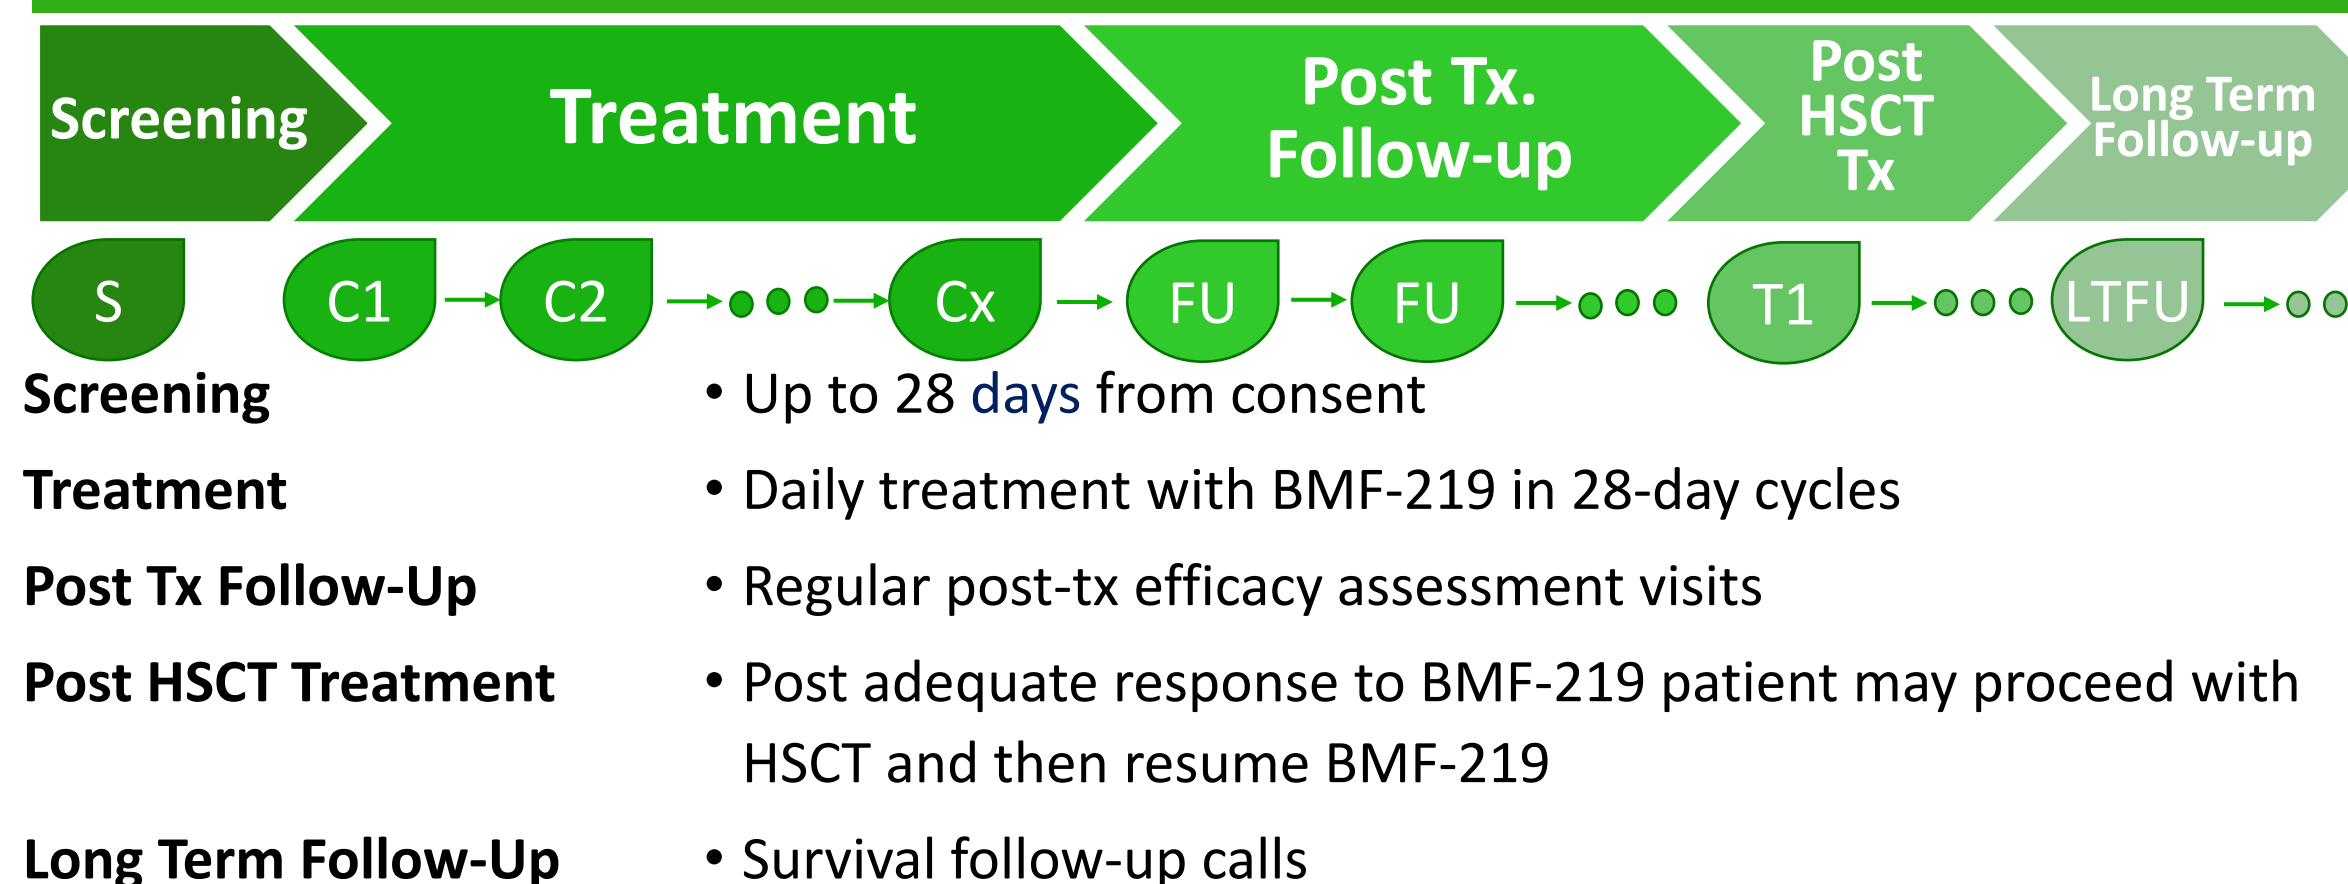 Screening
Treatment
Post Tx.
Follow-up
Post
HSCT
Tx
Long Term
Follow-up
S
C1
C2
Cx
FU
FU
T1
LTFU
Screening
• Up to 28 days from consent
Treatment
• Daily treatment with BMF-219 in 28-day cycles
Post Tx Follow-Up
• Regular post-tx efficacy assessment visits
Post HSCT Treatment
• Post adequate response to BMF-219 patient may proceed with
HSCT and then resume BMF-219
Long Term Follow-Up
• Survival follow-up calls